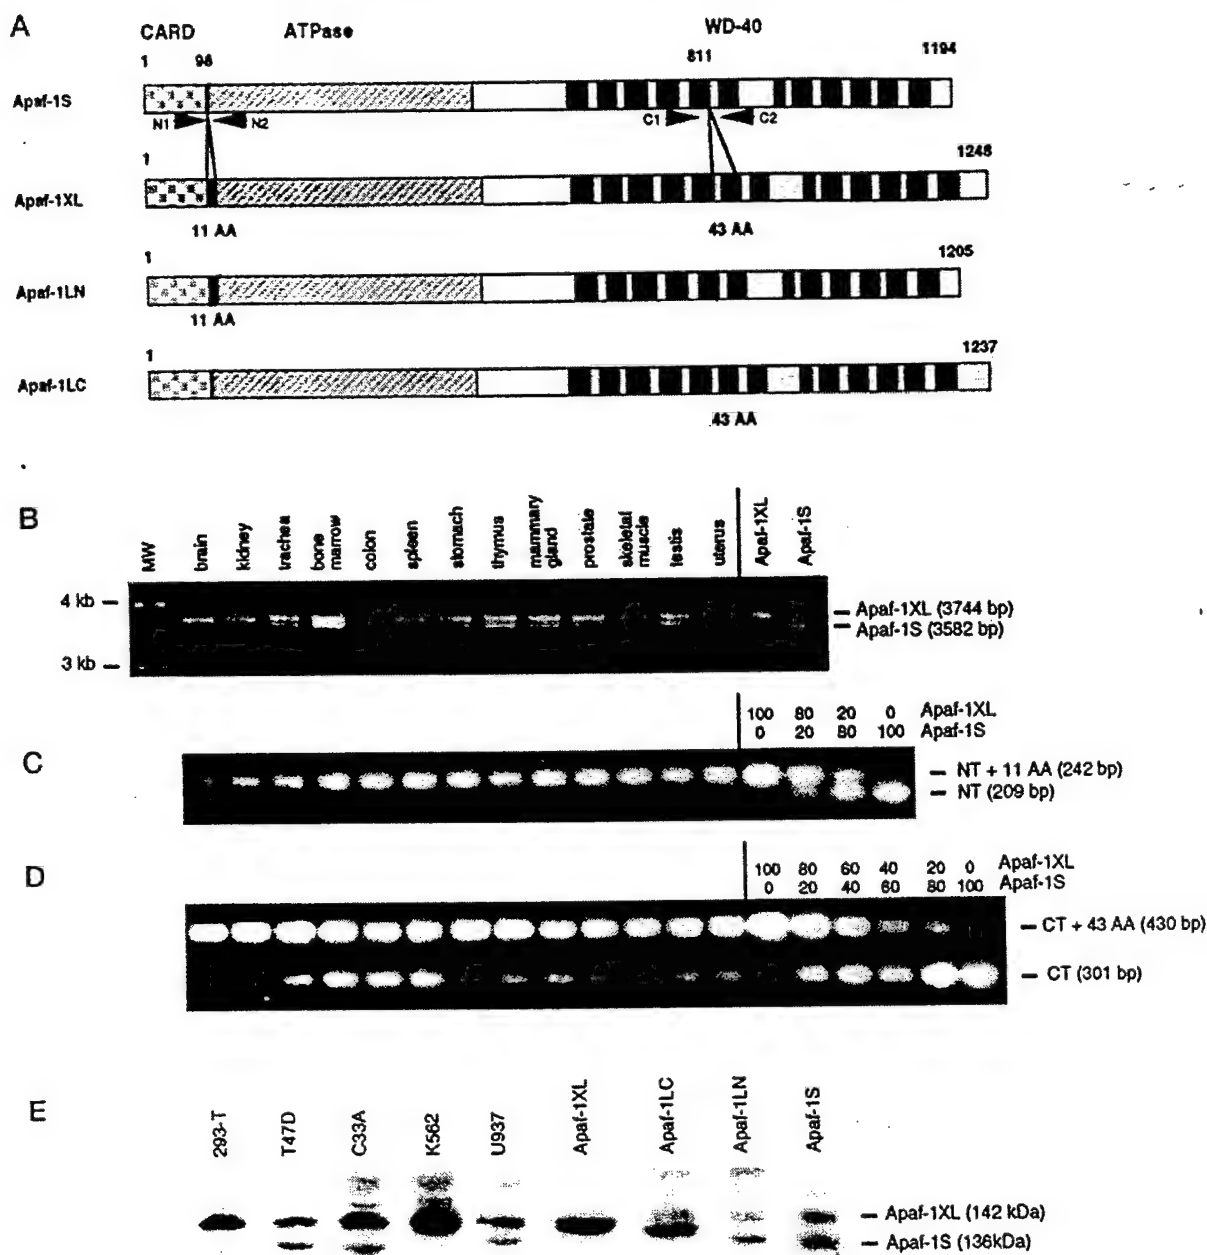 A
CARD ATPase WD-40
1 98 811 1194
Apaf-1S
N1 N2 C1 C2
1 1248
Apaf-1XL
11 AA 43 AA
1 1205
Apaf-1LN
11 AA
1 1237
Apaf-1LC
43 AA
B
MW
brain
kidney
trachea
bone
marrow
colon
spleen
stomach
thymus
mammary
gland
prostate
skeletal
muscle
testis
uterus
Apaf-1XL
Apaf-1S
4 kb
3 kb
Apaf-1XL (3744 bp)
Apaf-1S (3582 bp)
100 80 20 0 Apaf-1XL
0 20 80 100 Apaf-1S
C
NT + 11 AA (242 bp)
NT (209 bp)
100 80 60 40 20 0 Apaf-1XL
0 20 40 60 80 100 Apaf-1S
D
CT + 43 AA (430 bp)
CT (301 bp)
E
293-T
T47D
C33A
K562
U937
Apaf-1XL
Apaf-1LC
Apaf-1LN
Apaf-1S
Apaf-1XL (142 kDa)
Apaf-1S (136kDa)